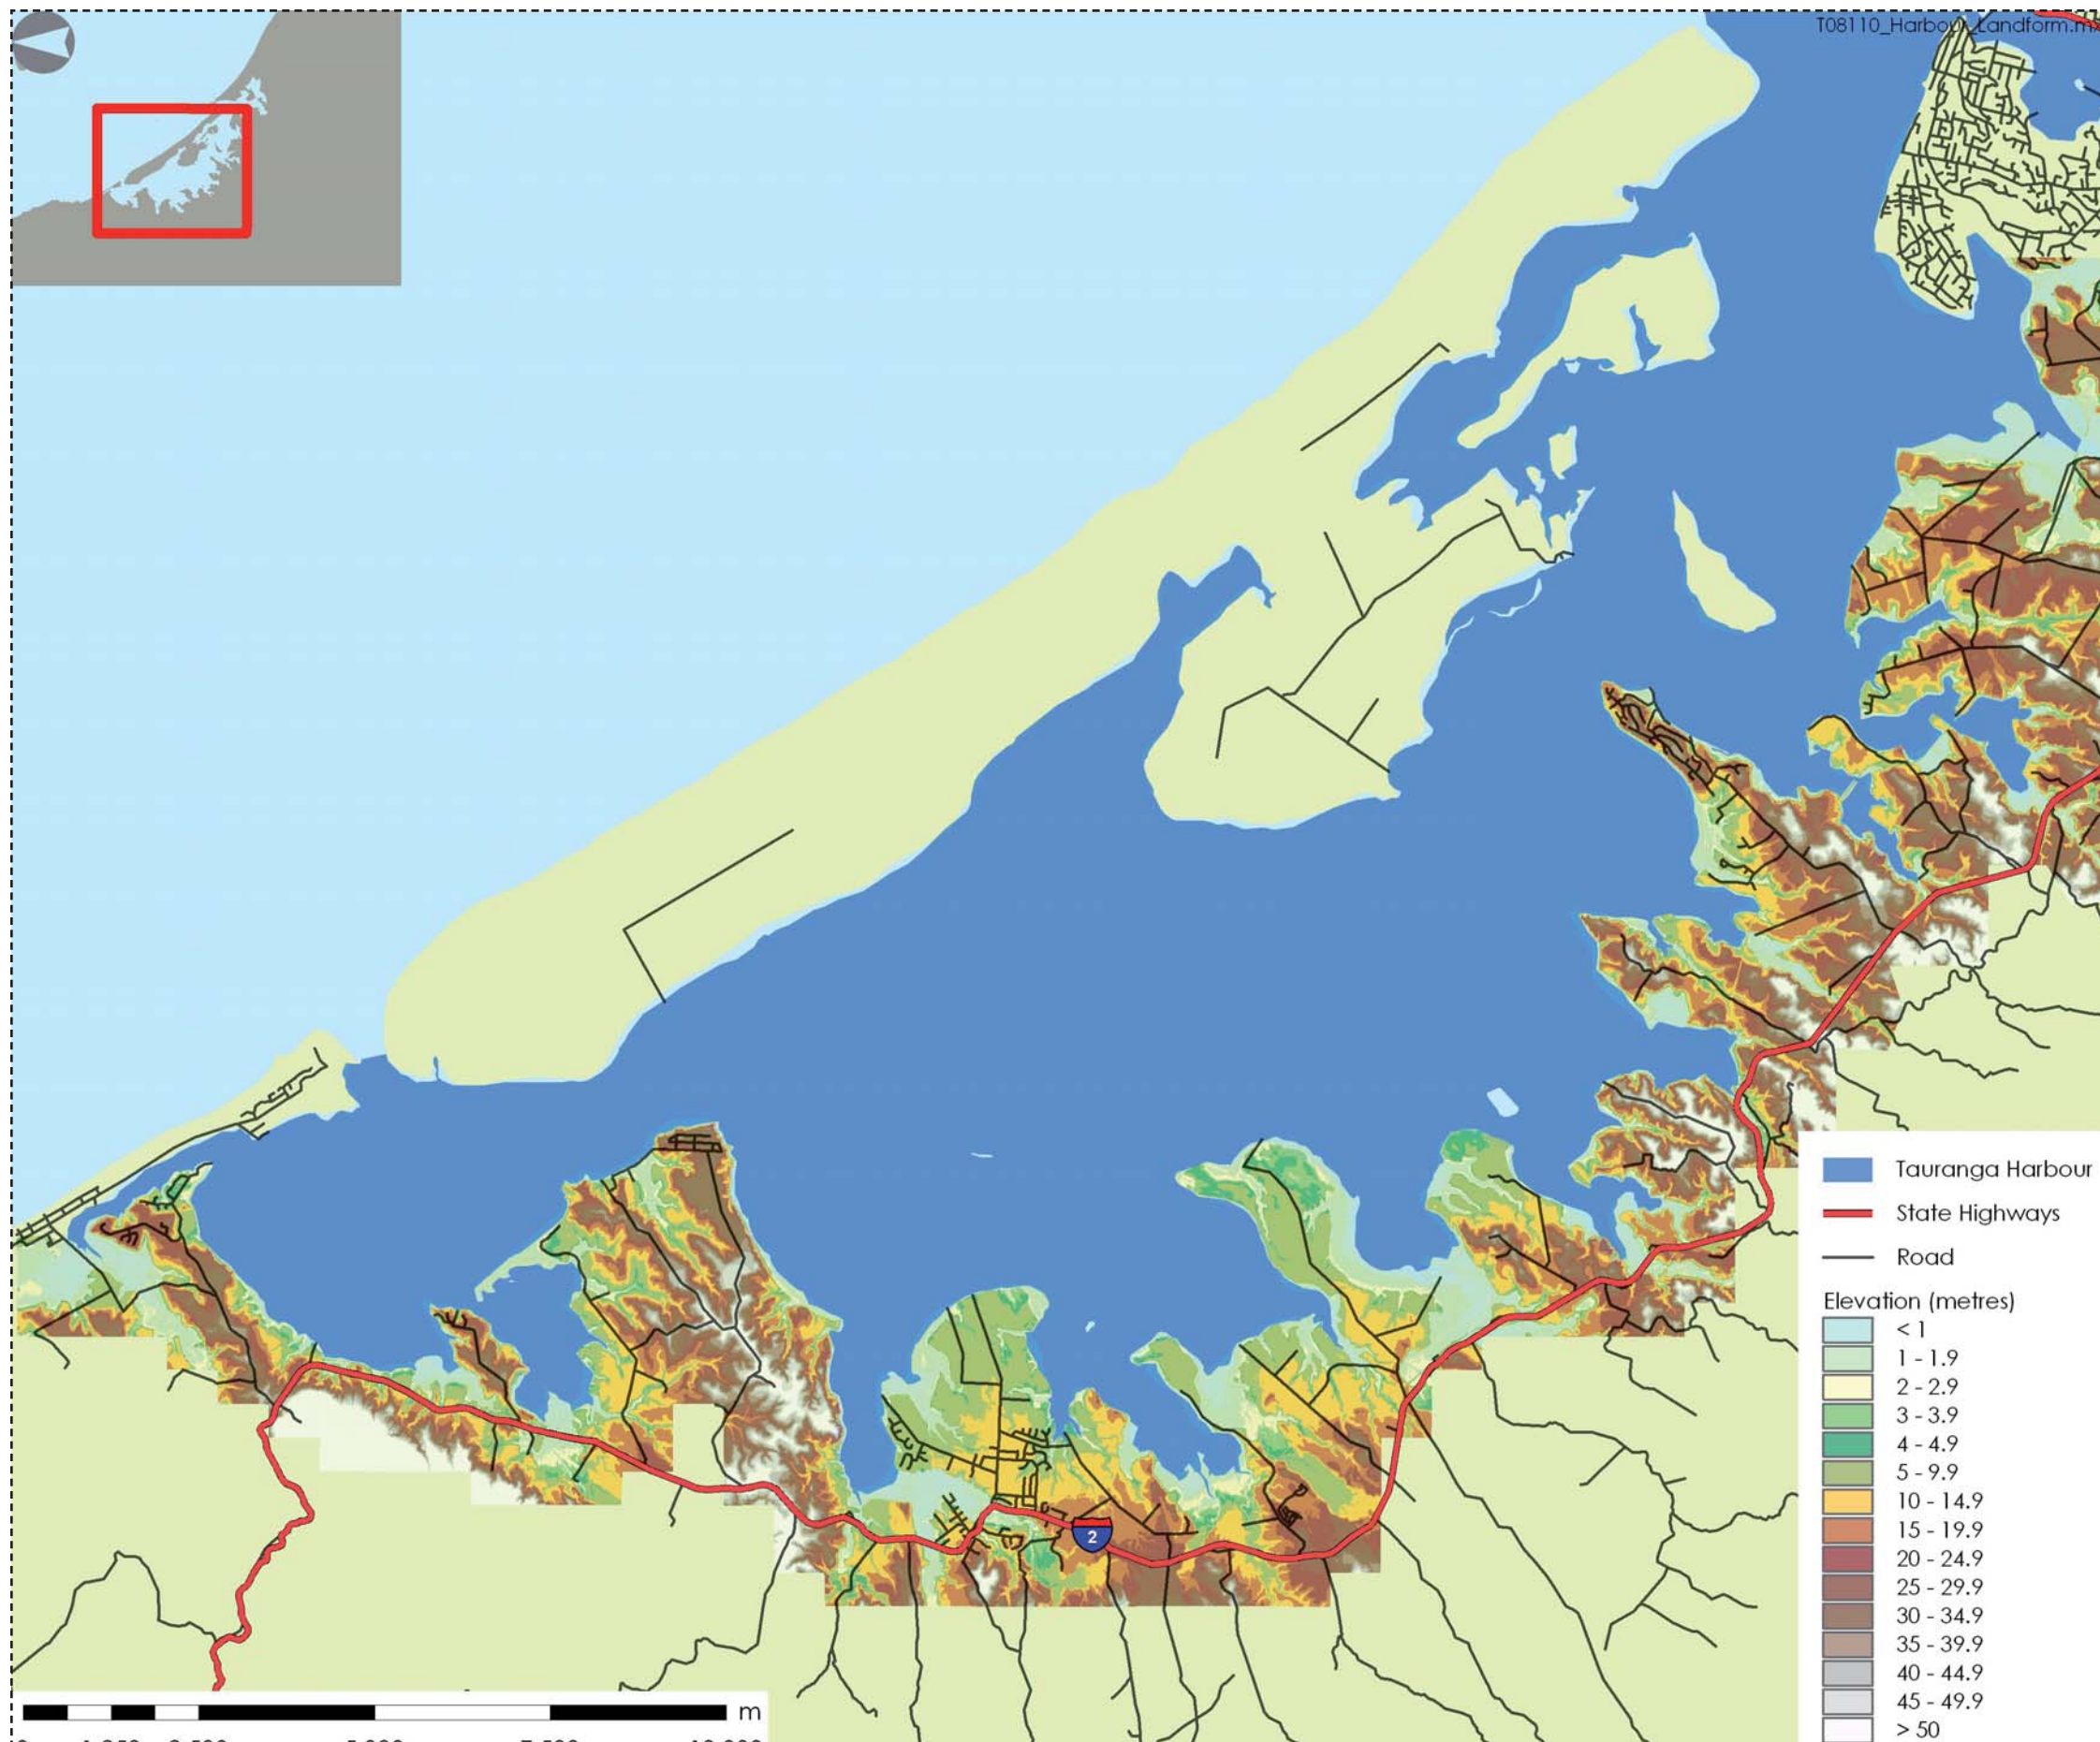 T08110_Harbour_Landform.m
Tauranga Harbour
State Highways
Road
Elevation (metres)
< 1
1 - 1.9
2 - 2.9
3 - 3.9
4 - 4.9
5 - 9.9
10 - 14.9
15 - 19.9
20 - 24.9
25 - 29.9
30 - 34.9
35 - 39.9
40 - 44.9
45 - 49.9
> 50
2
m